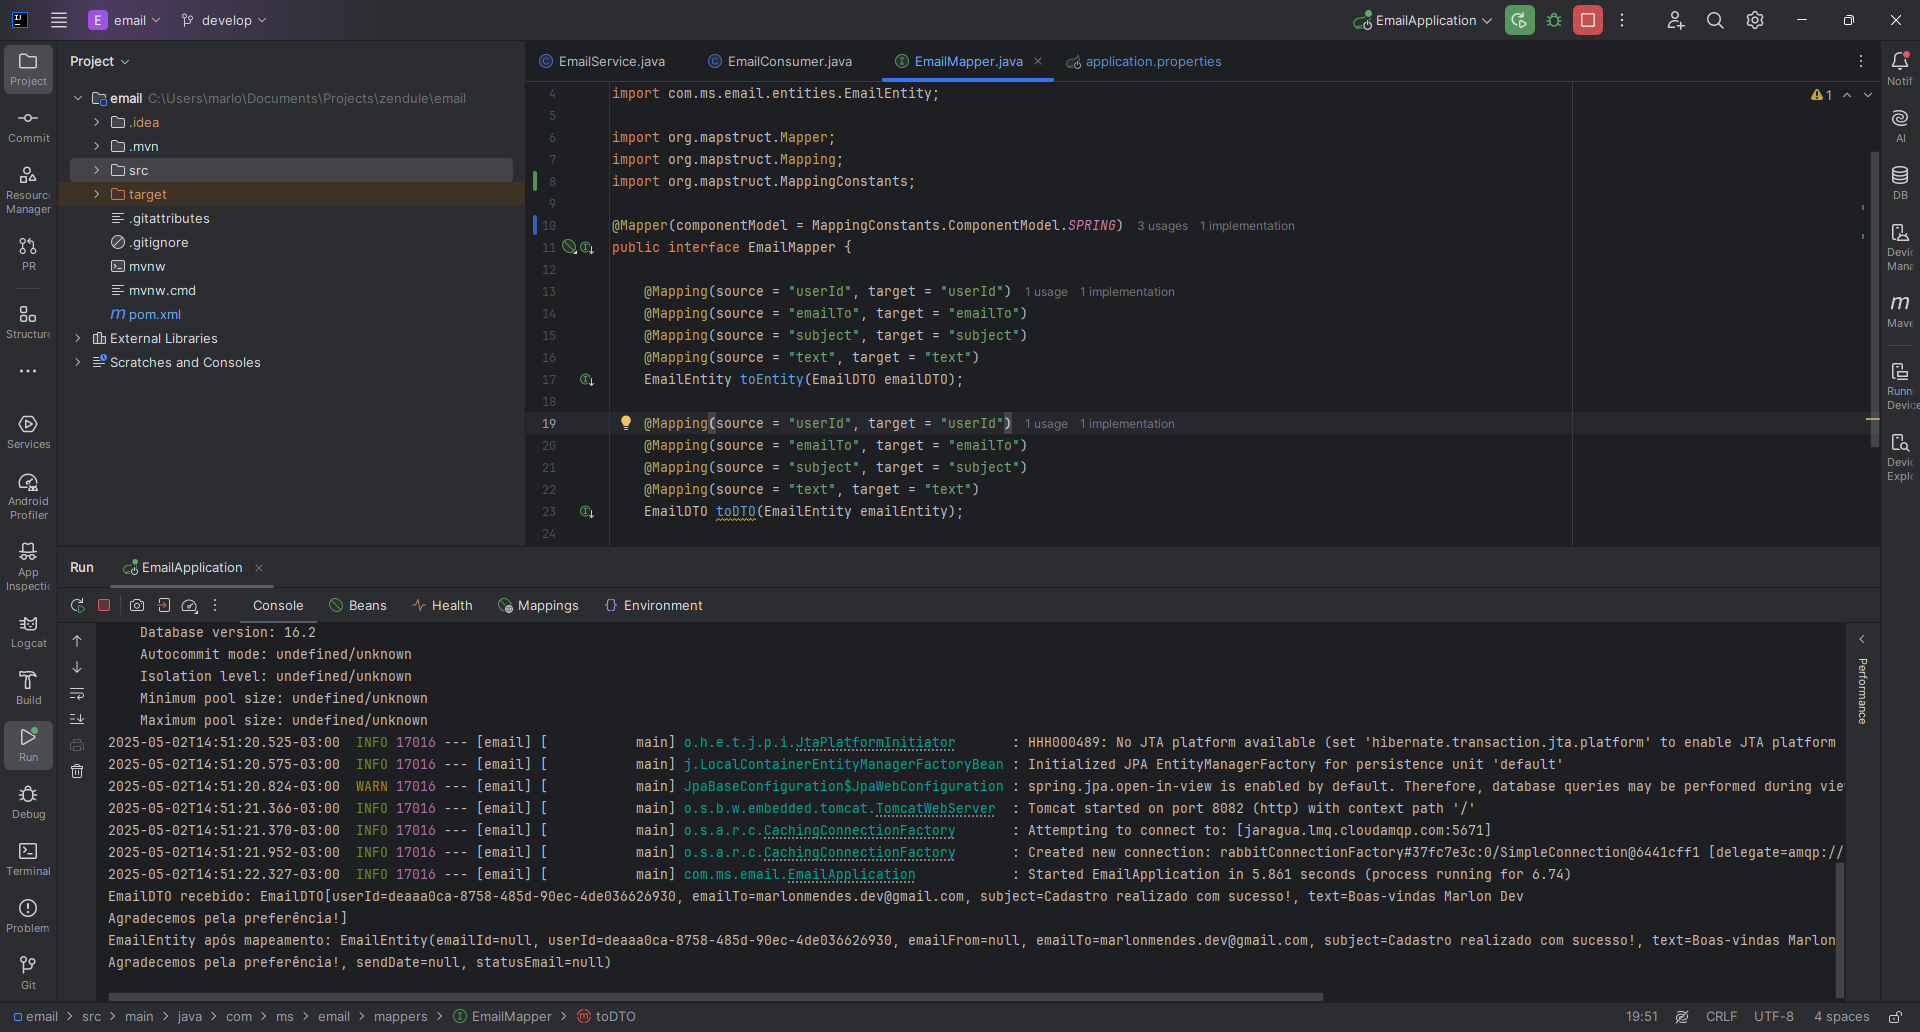 E email develop EmailApplication
Project
Commit
Resourc
Manager
PR
Structure
Services
Android
Profiler
App
Inspectio
Logcat
Build
Run
Debug
Terminal
Problem
Git
Project
email C:\Users\marlo\Documents\Projects\zendule\email
.idea
.mvn
src
target
.gitattributes
.gitignore
mvnw
mvnw.cmd
pom.xml
External Libraries
Scratches and Consoles
EmailService.java EmailConsumer.java EmailMapper.java application.properties
1
4 import com.ms.email.entities.EmailEntity;
5
6 import org.mapstruct.Mapper;
7 import org.mapstruct.Mapping;
8 import org.mapstruct.MappingConstants;
9
10 @Mapper(componentModel = MappingConstants.ComponentModel.SPRING) 3 usages 1 implementation
11 public interface EmailMapper {
12
13 @Mapping(source = "userId", target = "userId") 1 usage 1 implementation
14 @Mapping(source = "emailTo", target = "emailTo")
15 @Mapping(source = "subject", target = "subject")
16 @Mapping(source = "text", target = "text")
17 EmailEntity toEntity(EmailDTO emailDTO);
18
19 @Mapping(source = "userId", target = "userId") 1 usage 1 implementation
20 @Mapping(source = "emailTo", target = "emailTo")
21 @Mapping(source = "subject", target = "subject")
22 @Mapping(source = "text", target = "text")
23 EmailDTO toDTO(EmailEntity emailEntity);
24
Notif
AI
DB
Devic
Mana
Mave
Runni
Device
Devic
Explo
Run EmailApplication
Console Beans Health Mappings Environment
Database version: 16.2
Autocommit mode: undefined/unknown
Isolation level: undefined/unknown
Minimum pool size: undefined/unknown
Maximum pool size: undefined/unknown
2025-05-02T14:51:20.525-03:00 INFO 17016 --- [email] [ main] o.h.e.t.j.p.i.JtaPlatformInitiator : HHH000489: No JTA platform available (set 'hibernate.transaction.jta.platform' to enable JTA platform
2025-05-02T14:51:20.575-03:00 INFO 17016 --- [email] [ main] j.LocalContainerEntityManagerFactoryBean : Initialized JPA EntityManagerFactory for persistence unit 'default'
2025-05-02T14:51:20.824-03:00 WARN 17016 --- [email] [ main] JpaBaseConfiguration$JpaWebConfiguration : spring.jpa.open-in-view is enabled by default. Therefore, database queries may be performed during vie
2025-05-02T14:51:21.366-03:00 INFO 17016 --- [email] [ main] o.s.b.w.embedded.tomcat.TomcatWebServer : Tomcat started on port 8082 (http) with context path '/'
2025-05-02T14:51:21.370-03:00 INFO 17016 --- [email] [ main] o.s.a.r.c.CachingConnectionFactory : Attempting to connect to: [jaragua.lmq.cloudamqp.com:5671]
2025-05-02T14:51:21.952-03:00 INFO 17016 --- [email] [ main] o.s.a.r.c.CachingConnectionFactory : Created new connection: rabbitConnectionFactory#37fc7e3c:0/SimpleConnection@6441cff1 [delegate=amqp://
2025-05-02T14:51:22.327-03:00 INFO 17016 --- [email] [ main] com.ms.email.EmailApplication : Started EmailApplication in 5.861 seconds (process running for 6.74)
EmailDTO recebido: EmailDTO[userId=deaaa0ca-8758-485d-90ec-4de036626930, emailTo=marlonmendes.dev@gmail.com, subject=Cadastro realizado com sucesso!, text=Boas-vindas Marlon Dev
Agradecemos pela preferência!]
EmailEntity após mapeamento: EmailEntity(emailId=null, userId=deaaa0ca-8758-485d-90ec-4de036626930, emailFrom=null, emailTo=marlonmendes.dev@gmail.com, subject=Cadastro realizado com sucesso!, text=Boas-vindas Marlon
Agradecemos pela preferência!, sendDate=null, statusEmail=null)
Performance
email > src > main > java > com > ms > email > mappers > EmailMapper > toDTO 19:51 CRLF UTF-8 4 spaces